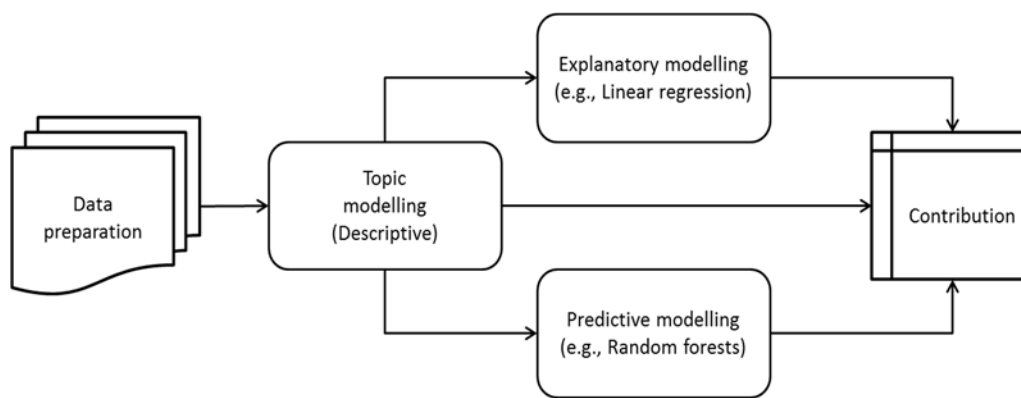 Explanatory modelling
(e.g., Linear regression)
Data
preparation
Topic
modelling
(Descriptive)
Contribution
Predictive modelling
(e.g., Random forests)